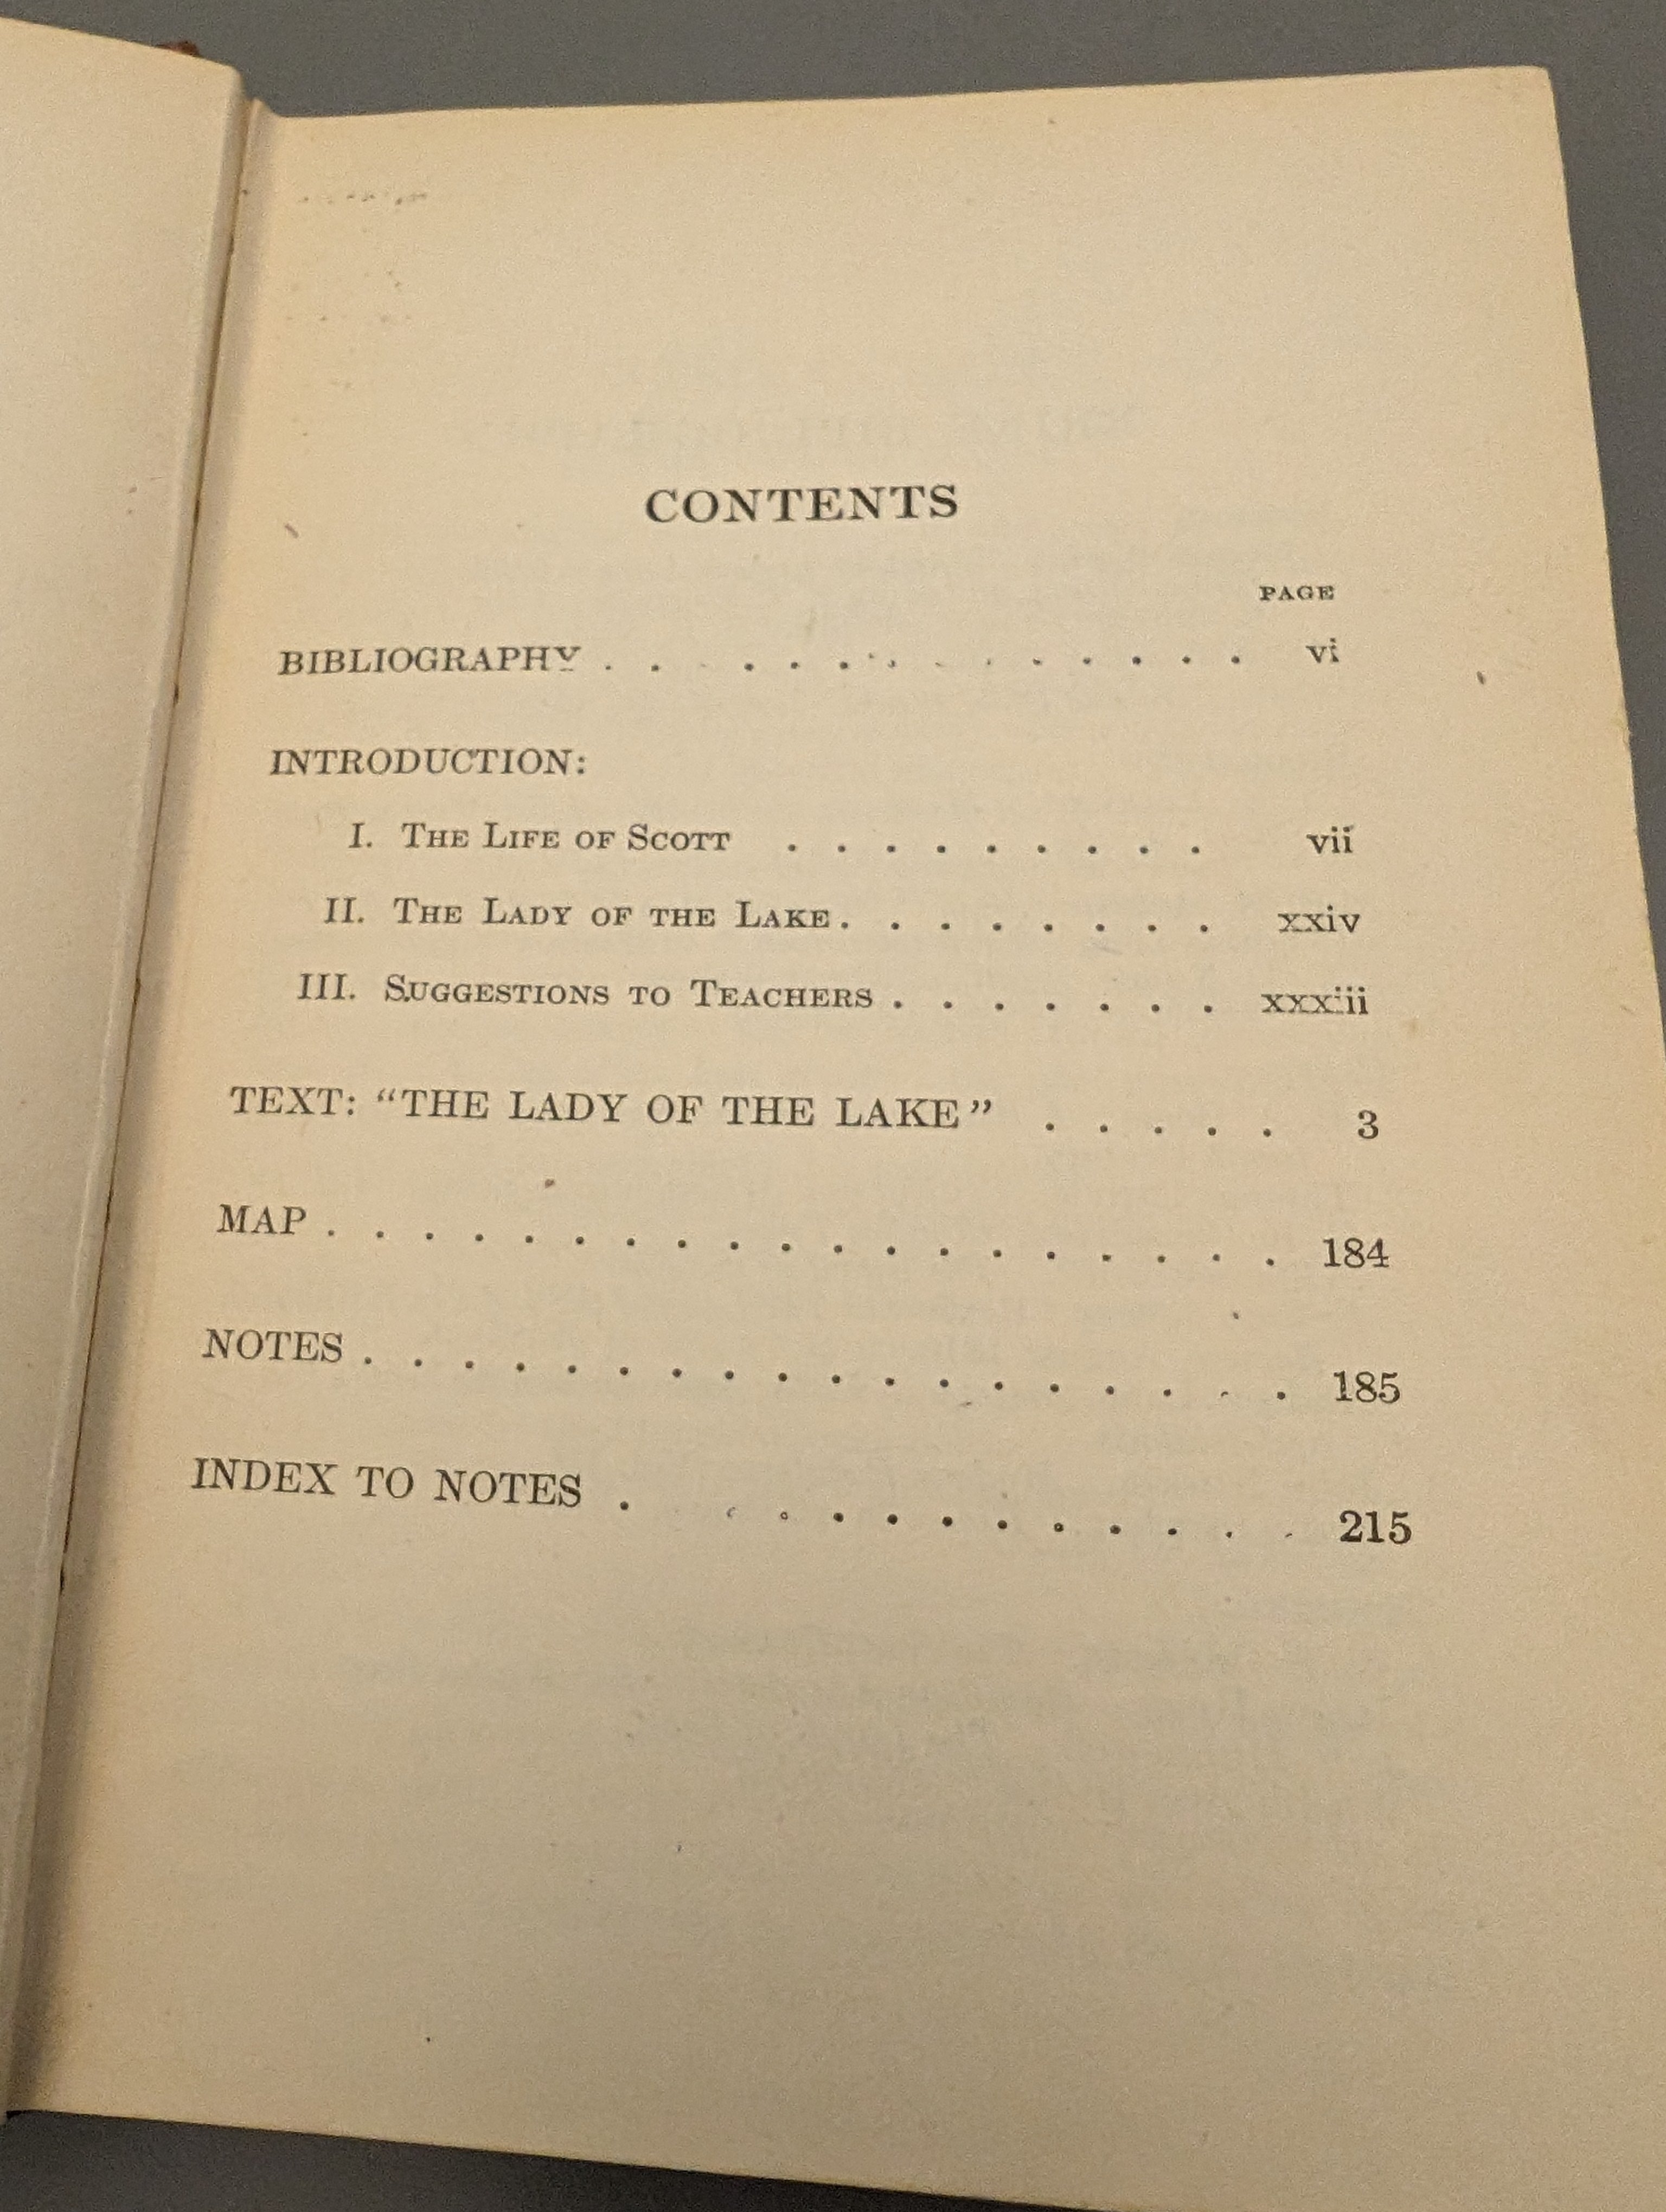 CONTENTS
PAGE
BIBLIOGRAPHY . . . . . . . . . . . . . . vi
INTRODUCTION:
I. THE LIFE OF SCOTT . . . . . . . . . vii
II. THE LADY OF THE LAKE . . . . . . . . xxiv
III. SUGGESTIONS TO TEACHERS . . . . . . . xxxiii
TEXT: “THE LADY OF THE LAKE” . . . . . 3
MAP . . . . . . . . . . . . . . . . . . . 184
NOTES . . . . . . . . . . . . . . . . . . 185
INDEX TO NOTES . . . . . . . . . . . . 215